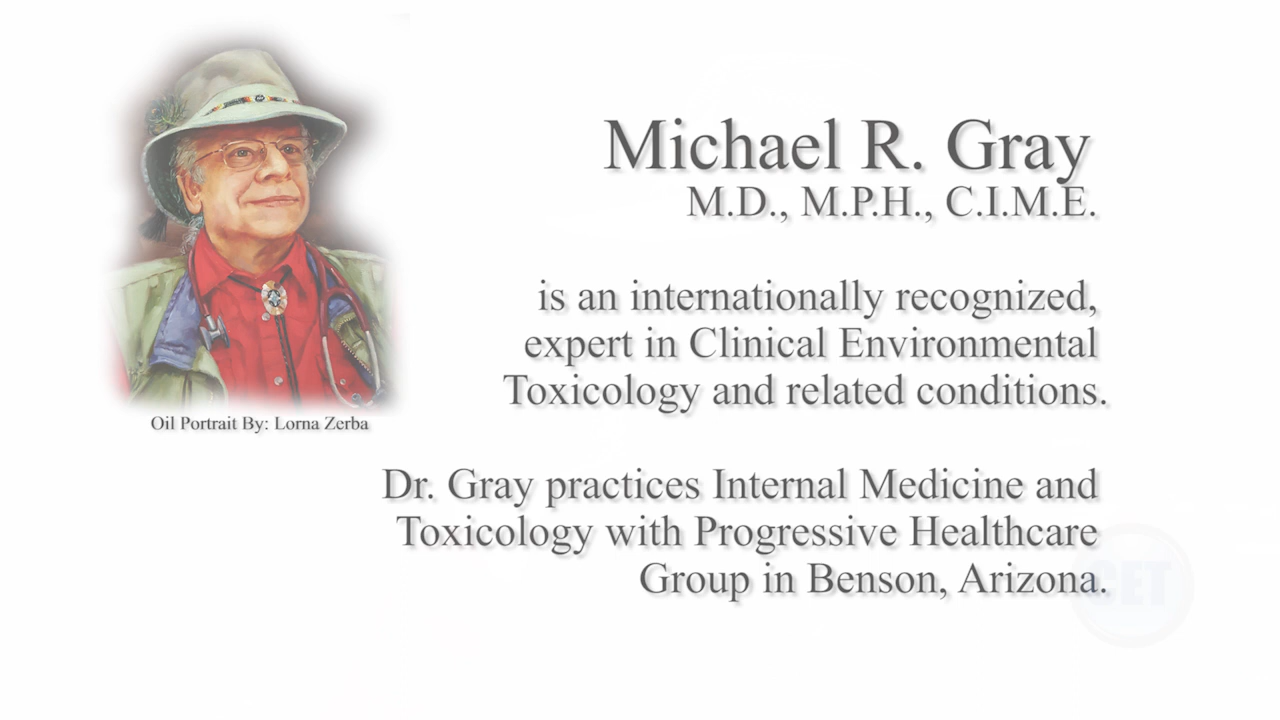 Michael R. Gray
M.D., M.P.H., C.I.M.E.
is an internationally recognized,
expert in Clinical Environmental
Toxicology and related conditions.
Oil Portrait By: Lorna Zerba
Dr. Gray practices Internal Medicine and
Toxicology with Progressive Healthcare
Group in Benson, Arizona.
CET